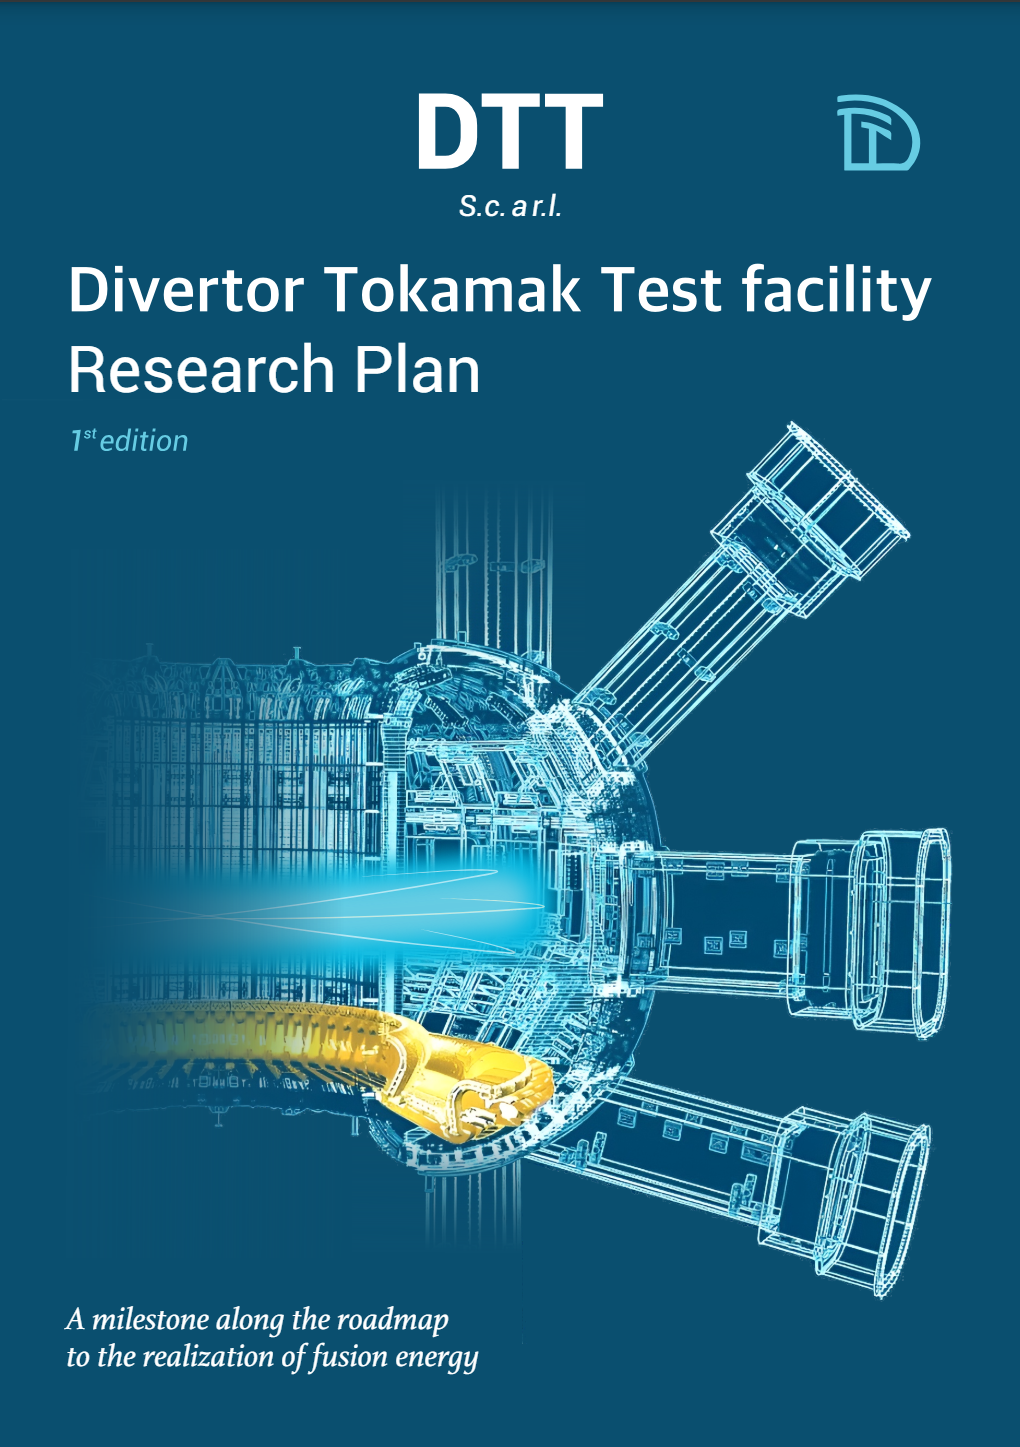 DTT
S.c. a r.l.
Divertor Tokamak Test facility
Research Plan
1st edition
A milestone along the roadmap
to the realization of fusion energy